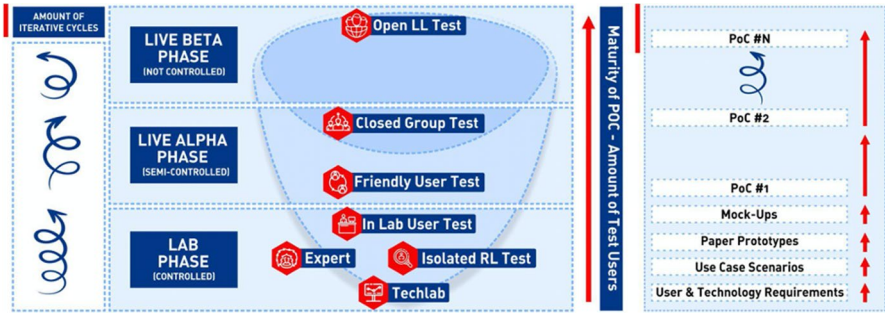 AMOUNT OF
ITERATIVE CYCLES
LIVE BETA
PHASE
(NOT CONTROLLED)
Open LL Test
LIVE ALPHA
PHASE
(SEMI-CONTROLLED)
Closed Group Test
Friendly User Test
LAB
PHASE
(CONTROLLED)
In Lab User Test
Expert
Isolated RL Test
Techlab
Maturity of POC - Amount of Test Users
PoC #N
PoC #2
PoC #1
Mock-Ups
Paper Prototypes
Use Case Scenarios
User & Technology Requirements